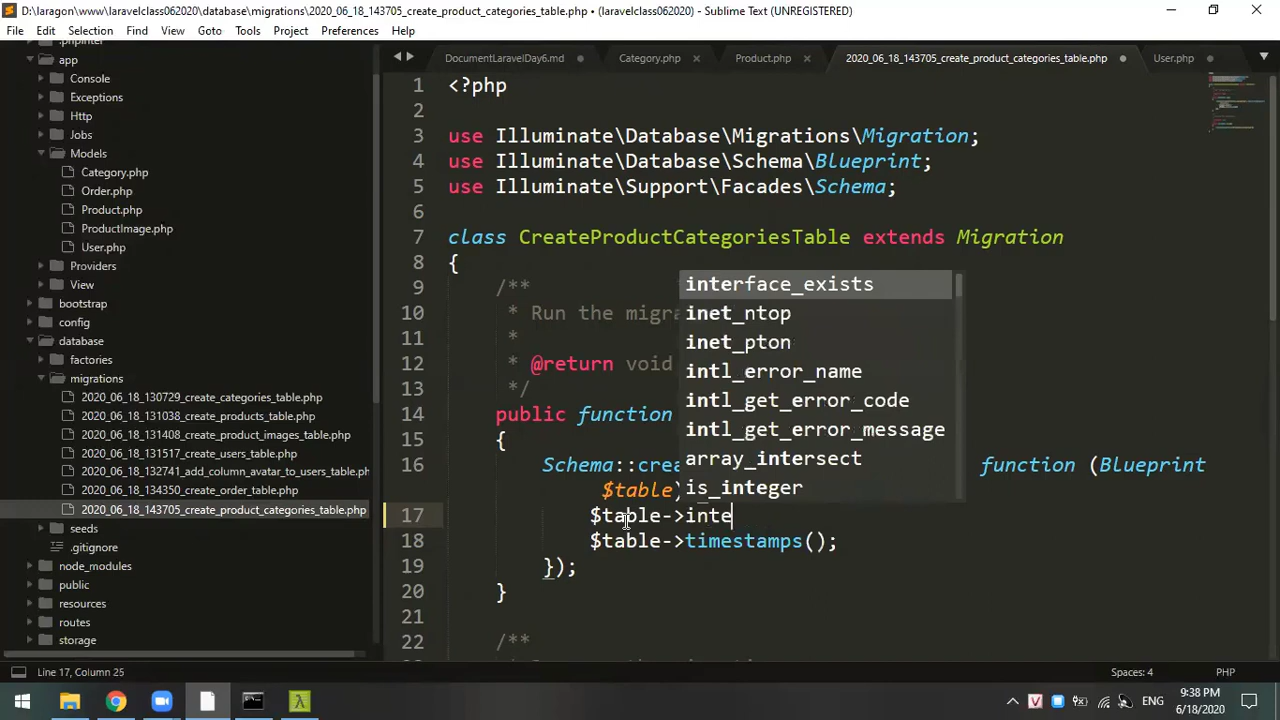 D:\laragon\www\laravelclass062020\database\migrations\2020_06_18_143705_create_product_categories_table.php • (laravelclass062020) - Sublime Text (UNREGISTERED)
File Edit Selection Find View Goto Tools Project Preferences Help
app
Console
Exceptions
Http
Jobs
Models
Category.php
Order.php
Product.php
ProductImage.php
User.php
Providers
View
bootstrap
config
database
factories
migrations
2020_06_18_130729_create_categories_table.php
2020_06_18_131038_create_products_table.php
2020_06_18_131408_create_product_images_table.php
2020_06_18_131517_create_users_table.php
2020_06_18_132741_add_column_avatar_to_users_table.ph
2020_06_18_134350_create_order_table.php
2020_06_18_143705_create_product_categories_table.php
seeds
.gitignore
node_modules
public
resources
routes
storage
DocumentLaravelDay6.md Category.php Product.php 2020_06_18_143705_create_product_categories_table.php User.php
1 <?php
2
3 use Illuminate\Database\Migrations\Migration;
4 use Illuminate\Database\Schema\Blueprint;
5 use Illuminate\Support\Facades\Schema;
6
7 class CreateProductCategoriesTable extends Migration
8 {
9 /**
10 * Run the migra
11 *
12 * @return void
13 */
14 public function
15 {
16 Schema::crea function (Blueprint
$table)
17 $table->inte
18 $table->timestamps();
19 });
20 }
21
22 /**
interface_exists
inet_ntop
inet_pton
intl_error_name
intl_get_error_code
intl_get_error_message
array_intersect
is_integer
Line 17, Column 25 Spaces: 4 PHP
ENG 9:38 PM
6/18/2020